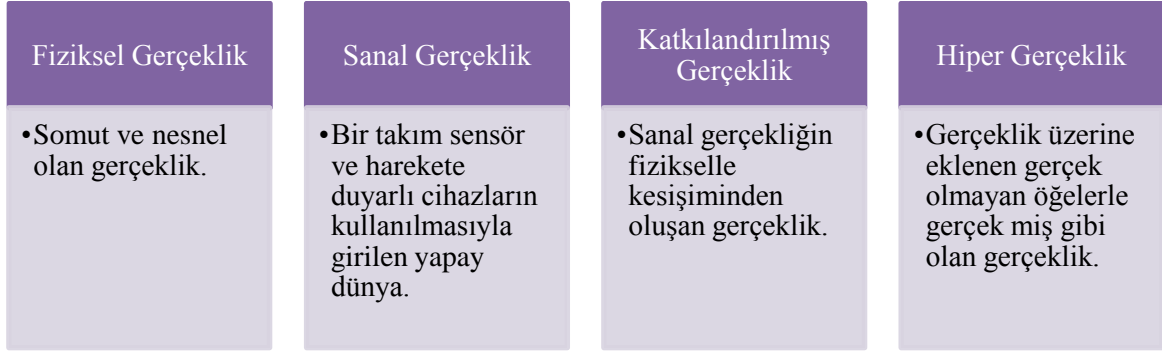 Fiziksel Gerçeklik
•Somut ve nesnel
olan gerçeklik.
Sanal Gerçeklik
•Bir takım sensör
ve harekete
duyarlı cihazların
kullanılmasıyla
girilen yapay
dünya.
Katkılandırılmış
Gerçeklik
•Sanal gerçekliğin
fizikselle
kesişiminden
oluşan gerçeklik.
Hiper Gerçeklik
•Gerçeklik üzerine
eklenen gerçek
olmayan öğelerle
gerçek miş gibi
olan gerçeklik.